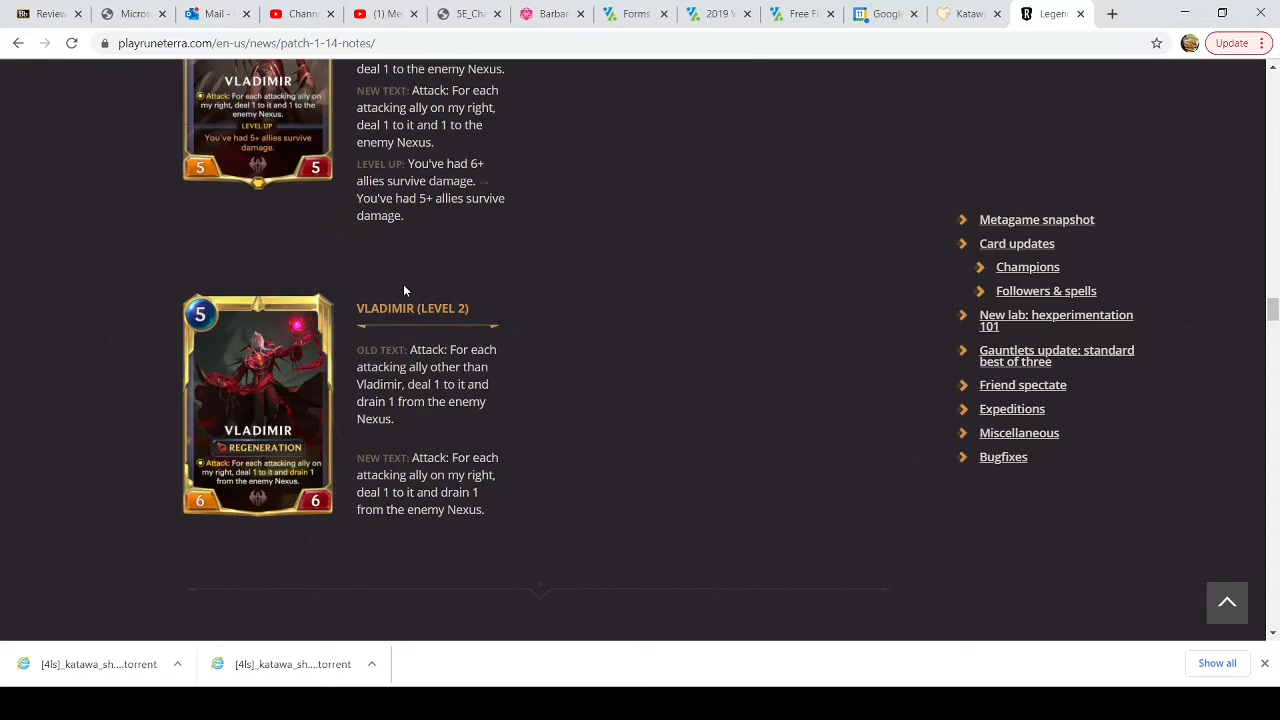 Review
Micros
Mail -
Chann
(1) Me
5E_Ch
Barbar
Forms
2019 V
Free F
Google
Katawa
Legen
playruneterra.com/en-us/news/patch-1-14-notes/
Update
VLADIMIR
Attack: For each attacking ally on
my right, deal 1 to it and 1 to the
enemy Nexus.
LEVEL UP
You've had 5+ allies survive
damage.
5
5
deal 1 to the enemy Nexus.
NEW TEXT: Attack: For each
attacking ally on my right,
deal 1 to it and 1 to the
enemy Nexus.
LEVEL UP: You've had 6+
allies survive damage. →
You've had 5+ allies survive
damage.
5
VLADIMIR
REGENERATION
Attack: For each attacking ally on
my right, deal 1 to it and drain 1
from the enemy Nexus.
6
6
VLADIMIR (LEVEL 2)
OLD TEXT: Attack: For each
attacking ally other than
Vladimir, deal 1 to it and
drain 1 from the enemy
Nexus.
NEW TEXT: Attack: For each
attacking ally on my right,
deal 1 to it and drain 1
from the enemy Nexus.
Metagame snapshot
Card updates
Champions
Followers & spells
New lab: hexperimentation
101
Gauntlets update: standard
best of three
Friend spectate
Expeditions
Miscellaneous
Bugfixes
[4ls]_katawa_sh....torrent
[4ls]_katawa_sh....torrent
Show all